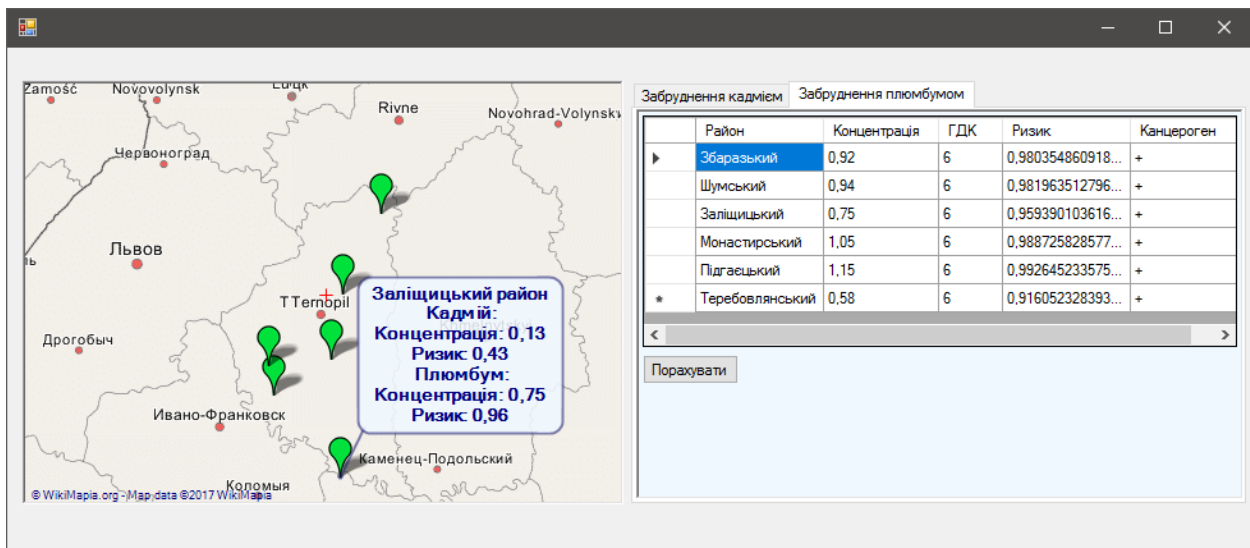 Zamość
Novovolynsk
Rivne
Novohrad-Volynsky
Червоноград
Львов
TTernopil
Дрогобыч
Ивано-Франковск
Каменец-Подольский
Коломыя
© WikiMapia.org - Map data ©2017 WikiMapia
Заліщицький район
Кадмій:
Концентрація: 0,13
Ризик: 0,43
Плюмбум:
Концентрація: 0,75
Ризик: 0,96
Забруднення кадмієм Забруднення плюмбумом
Район Концентрація ГДК Ризик Канцероген
Збаразький 0,92 6 0,980354860918... +
Шумський 0,94 6 0,981963512796... +
Заліщицький 0,75 6 0,959390103616... +
Монастирський 1,05 6 0,988725828577... +
Підгаєцький 1,15 6 0,992645233575... +
Теребовлянський 0,58 6 0,916052328393... +
Порахувати